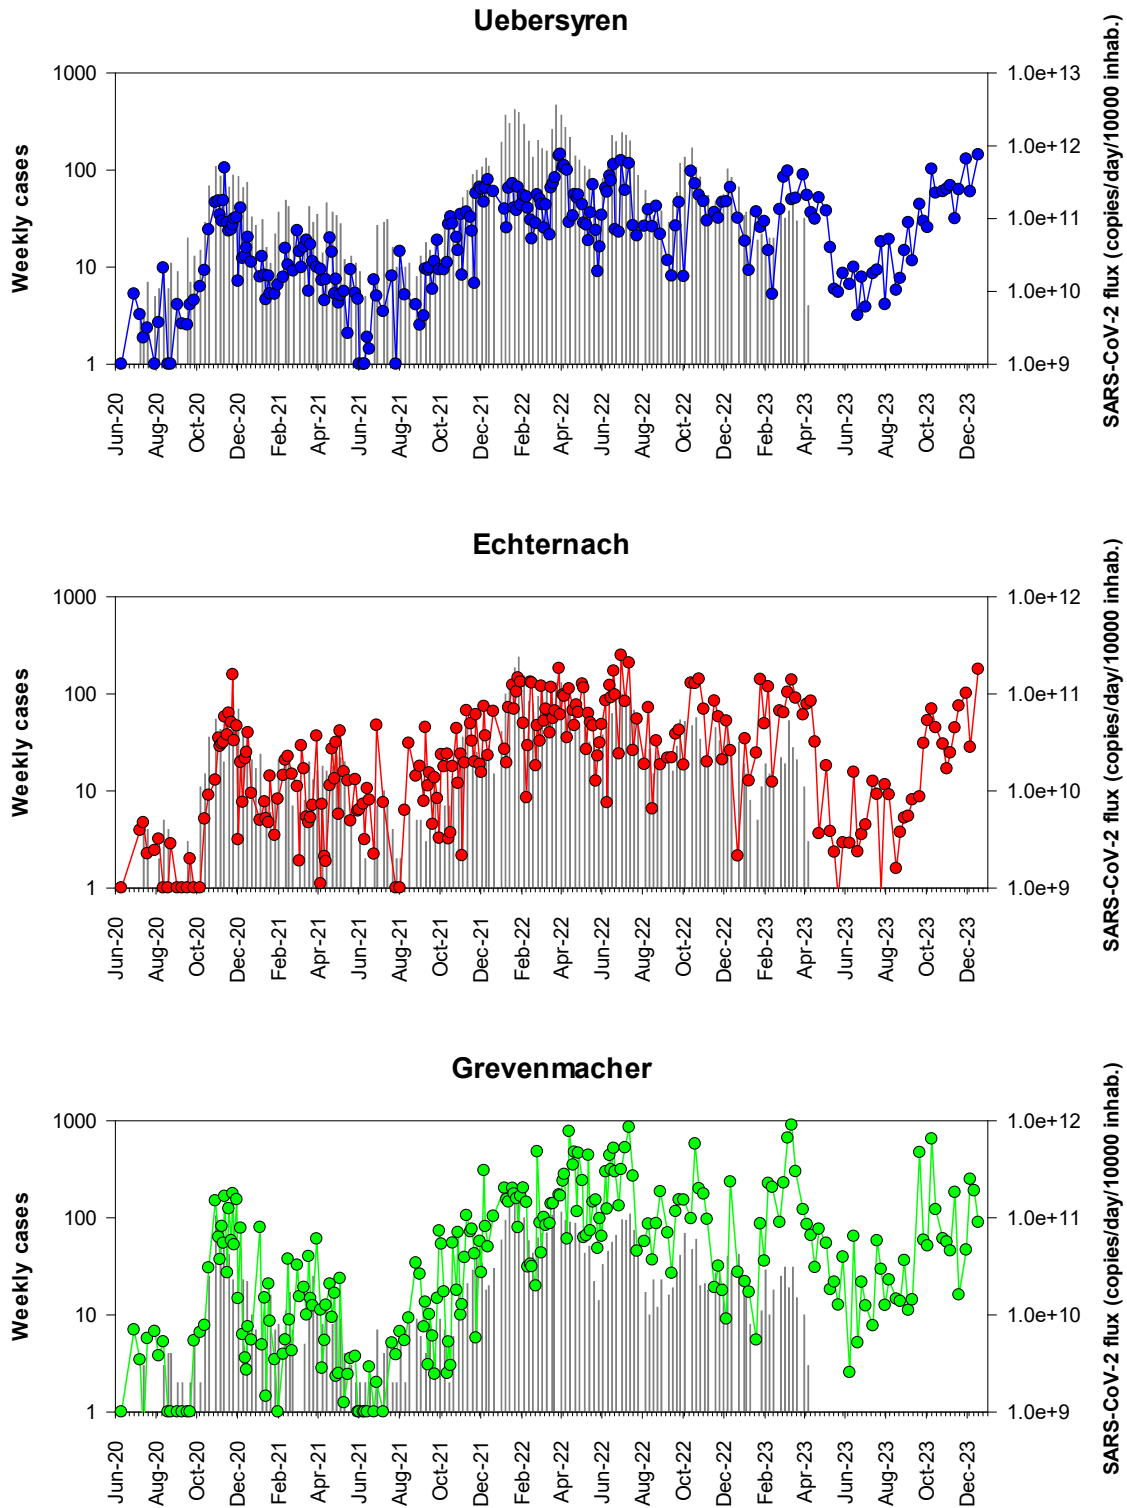 Uebersyren
Weekly cases
1000
100
10
1
SARS-CoV-2 flux (copies/day/10000 inhab.)
1.0e+13
1.0e+12
1.0e+11
1.0e+10
1.0e+9
Jun-20
Aug-20
Oct-20
Dec-20
Feb-21
Apr-21
Jun-21
Aug-21
Oct-21
Dec-21
Feb-22
Apr-22
Jun-22
Aug-22
Oct-22
Dec-22
Feb-23
Apr-23
Jun-23
Aug-23
Oct-23
Dec-23
Echternach
Weekly cases
1000
100
10
1
SARS-CoV-2 flux (copies/day/10000 inhab.)
1.0e+12
1.0e+11
1.0e+10
1.0e+9
Jun-20
Aug-20
Oct-20
Dec-20
Feb-21
Apr-21
Jun-21
Aug-21
Oct-21
Dec-21
Feb-22
Apr-22
Jun-22
Aug-22
Oct-22
Dec-22
Feb-23
Apr-23
Jun-23
Aug-23
Oct-23
Dec-23
Grevenmacher
Weekly cases
1000
100
10
1
SARS-CoV-2 flux (copies/day/10000 inhab.)
1.0e+12
1.0e+11
1.0e+10
1.0e+9
Jun-20
Aug-20
Oct-20
Dec-20
Feb-21
Apr-21
Jun-21
Aug-21
Oct-21
Dec-21
Feb-22
Apr-22
Jun-22
Aug-22
Oct-22
Dec-22
Feb-23
Apr-23
Jun-23
Aug-23
Oct-23
Dec-23